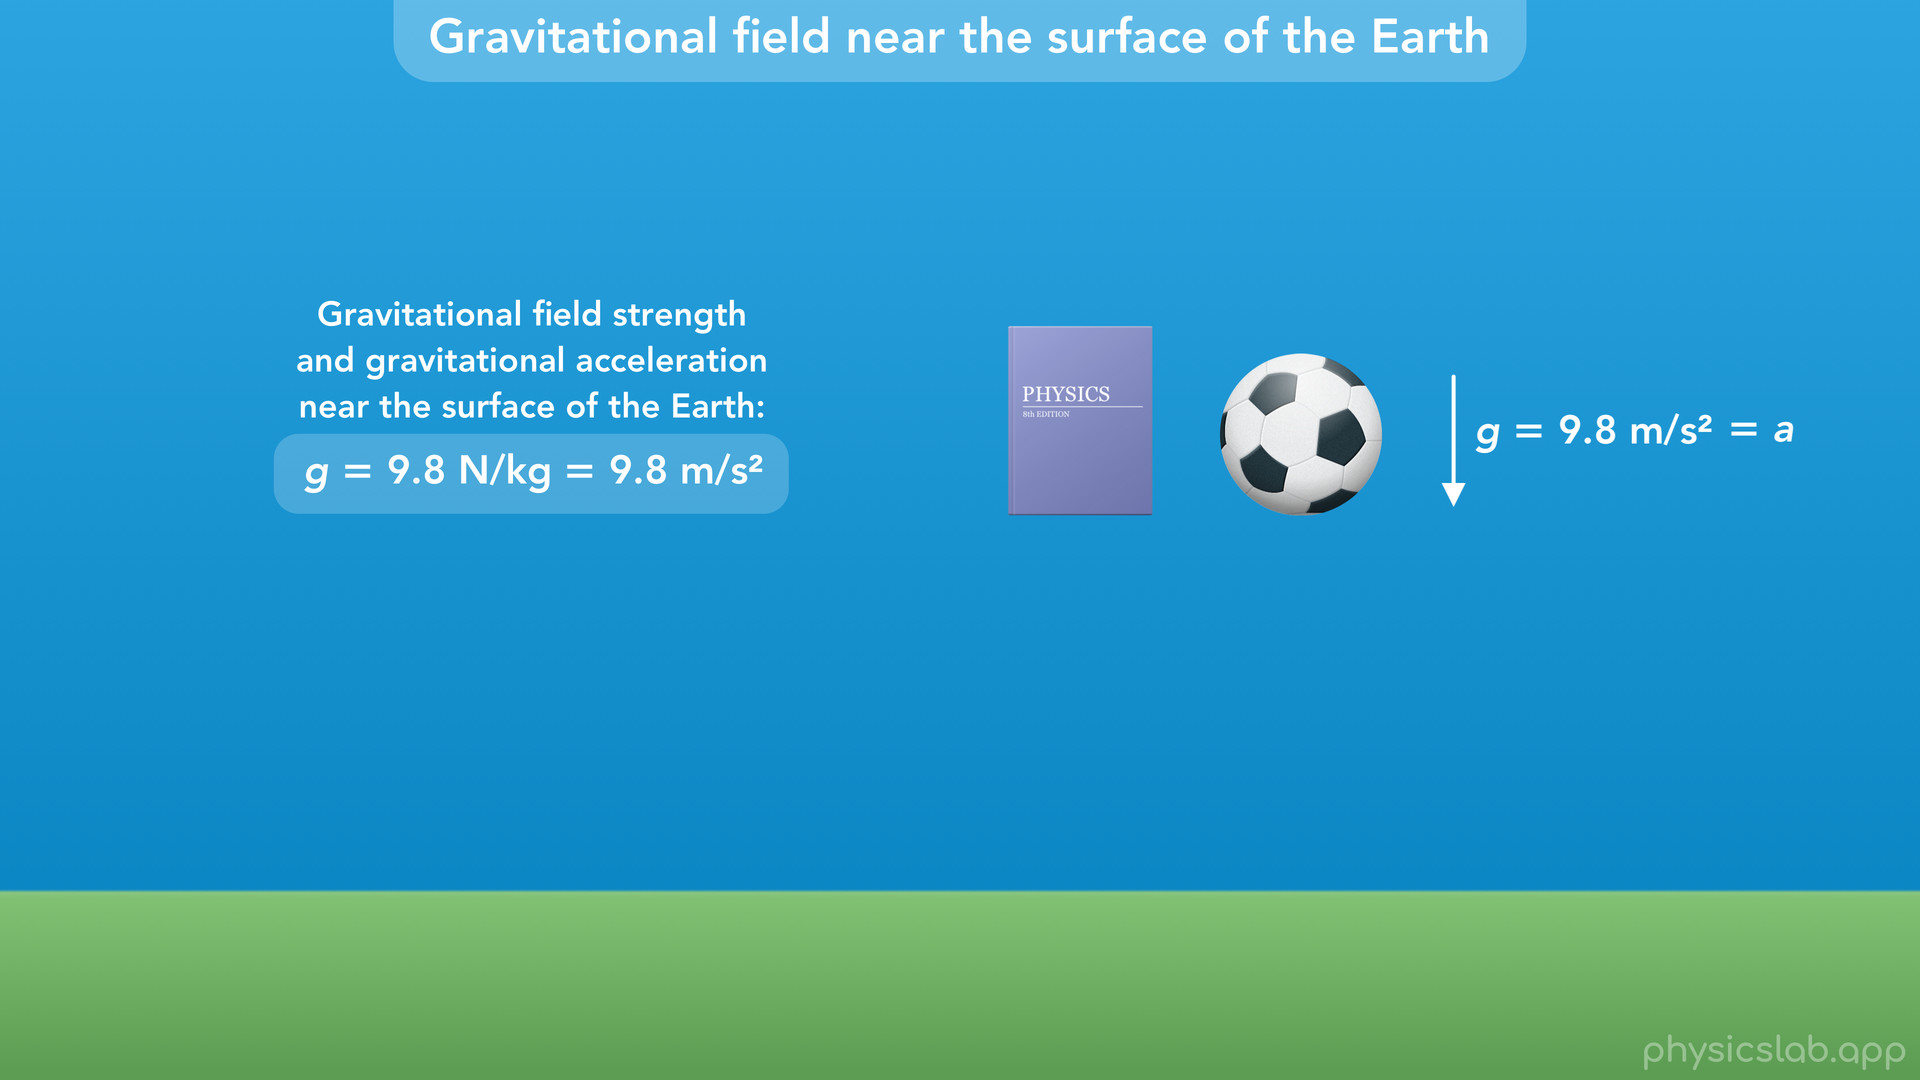 Gravitational field near the surface of the Earth
Gravitational field strength
and gravitational acceleration
near the surface of the Earth:
g = 9.8 N/kg = 9.8 m/s²
PHYSICS
8th EDITION
g = 9.8 m/s² = a
physicslab.app